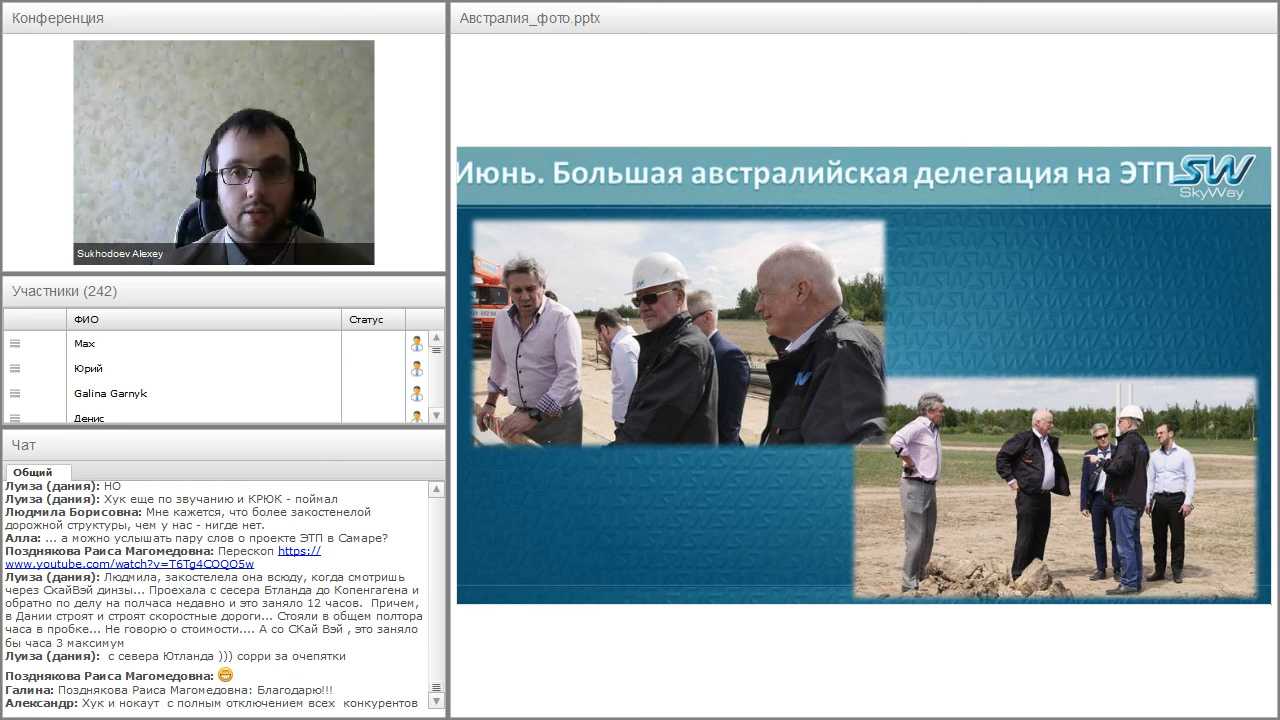 Конференция
Sukhodoev Alexey
Участники (242)
ФИО
Статус
Max
Юрий
Galina Garnyk
Денис
Чат
Общий
Луиза (дания): НО
Луиза (дания): Хук еще по звучанию и КРЮК - поймал
Людмила Борисовна: Мне кажется, что более закостенелой
дорожной структуры, чем у нас - нигде нет.
Алла: ... а можно услышать пару слов о проекте ЭТП в Самаре?
Позднякова Раиса Магомедовна: Перескоп https://
www.youtube.com/watch?v=T6Tg4COQO5w
Луиза (дания): Людмила, закостелела она всюду, когда смотришь
через СкайВэй динзы... Проехала с сесера Бтланда до Копенгагена и
обратно по делу на полчаса недавно и это заняло 12 часов.  Причем,
в Дании строят и строят скоростные дороги... Стояли в общем полтора
часа в пробке... Не говорю о стоимости.... А со СКай Вэй , это заняло
бы часа 3 максимум
Луиза (дания):  с севера Ютланда ))) сорри за очепятки
Позднякова Раиса Магомедовна:
Галина: Позднякова Раиса Магомедовна: Благодарю!!!
Александр: Хук и нокаут  с полным отключением всех  конкурентов
Австралия_фото.pptx
Июнь. Большая австралийская делегация на ЭТП
SW
SkyWay